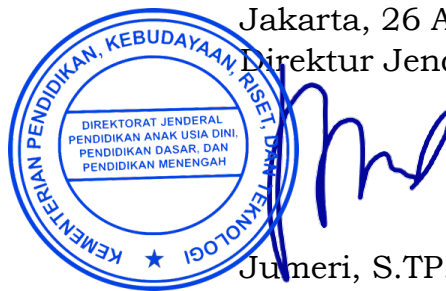 Jakarta, 26 A
Direktur Jend
KEMENTERIAN PENDIDIKAN, KEBUDAYAAN, RISET, DAN TEKNOLOGI
DIREKTORAT JENDERAL
PENDIDIKAN ANAK USIA DINI,
PENDIDIKAN DASAR, DAN
PENDIDIKAN MENENGAH
Jumeri, S.TP.